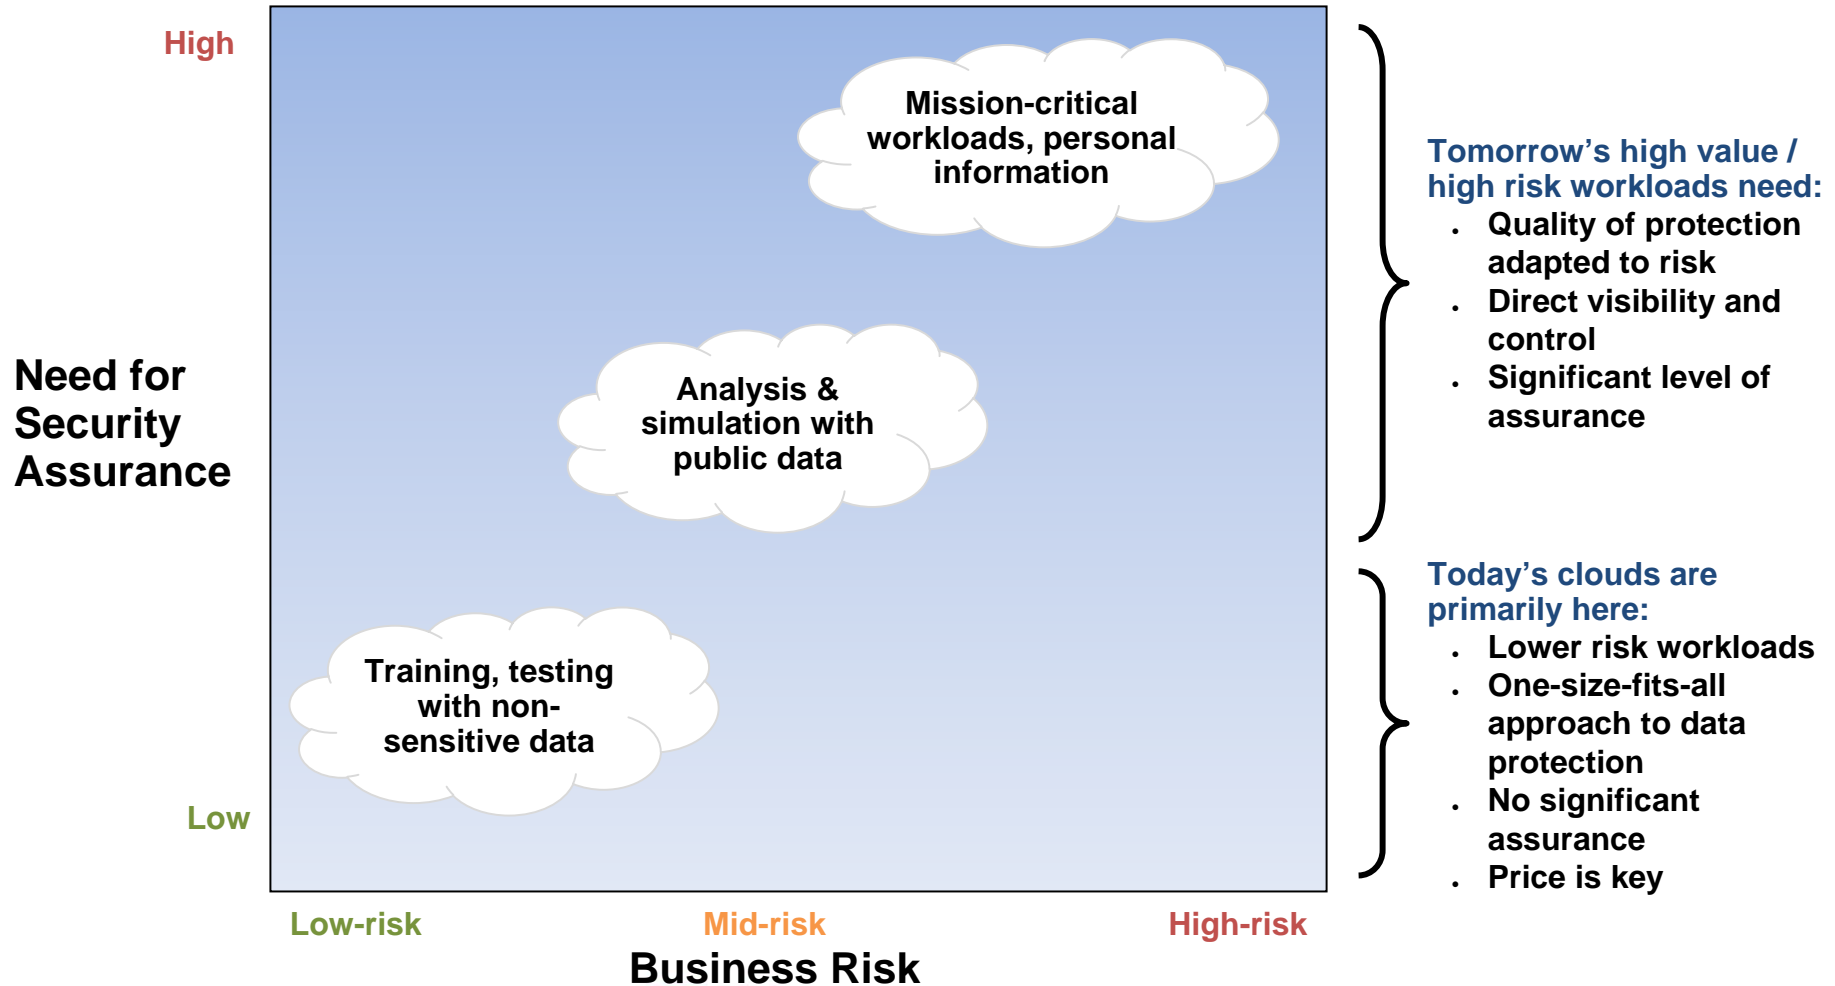 High
Need for
Security
Assurance
Low
Mission-critical
workloads, personal
information
Analysis &
simulation with
public data
Training, testing
with non-
sensitive data
Low-risk
Mid-risk
High-risk
Business Risk
Tomorrow’s high value /
high risk workloads need:
• Quality of protection
adapted to risk
• Direct visibility and
control
• Significant level of
assurance
Today’s clouds are
primarily here:
• Lower risk workloads
• One-size-fits-all
approach to data
protection
• No significant
assurance
• Price is key